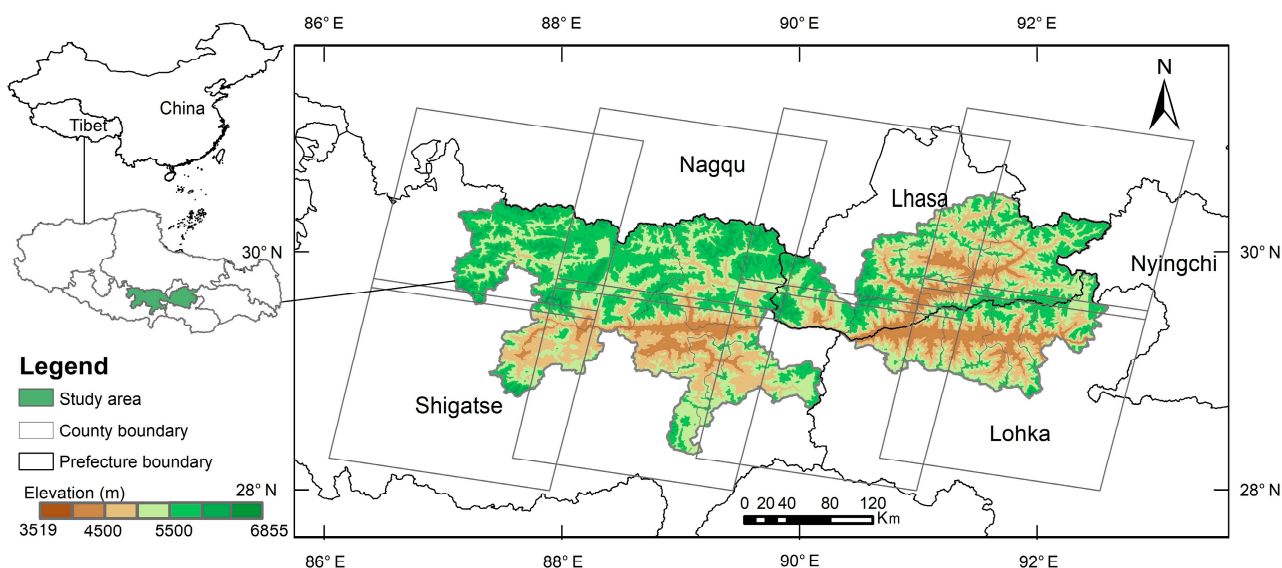 86° E 88° E 90° E 92° E
N
China
Tibet
Nagqu
Lhasa
30° N
30° N
Nyingchi
Legend
Study area
County boundary
Prefecture boundary
Shigatse
Lohka
Elevation (m)
28° N
28° N
3519 4500 5500 6855
0 20 40 80 120
Km
86° E 88° E 90° E 92° E